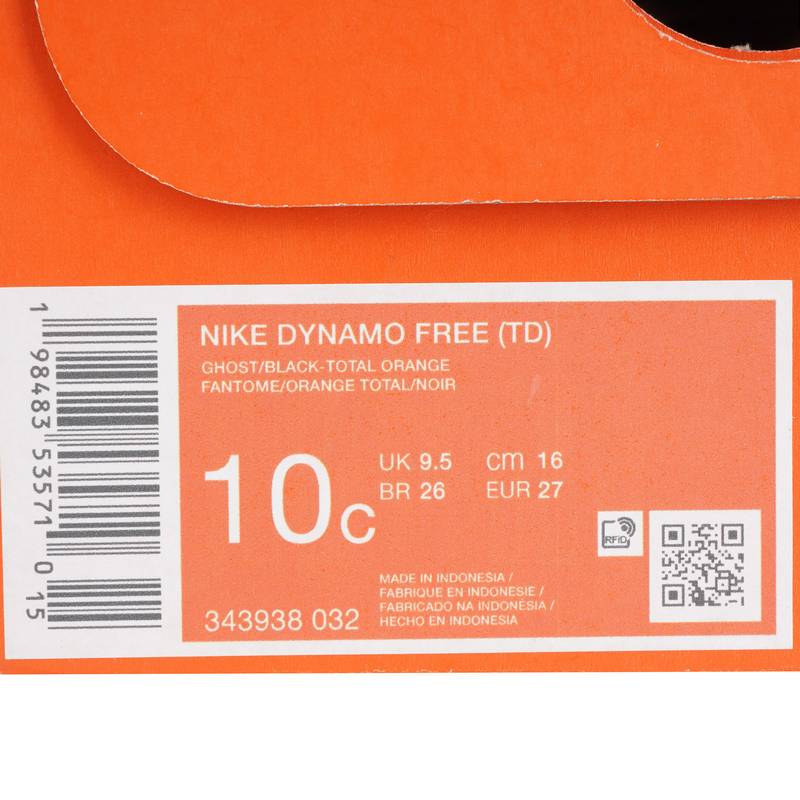 1 98483 53571 0 15
NIKE DYNAMO FREE (TD)
GHOST/BLACK-TOTAL ORANGE
FANTOME/ORANGE TOTAL/NOIR
10C
UK 9.5 cm 16
BR 26 EUR 27
RFID
343938 032
MADE IN INDONESIA /
FABRIQUE EN INDONESIE /
FABRICADO NA INDONESIA /
HECHO EN INDONESIA